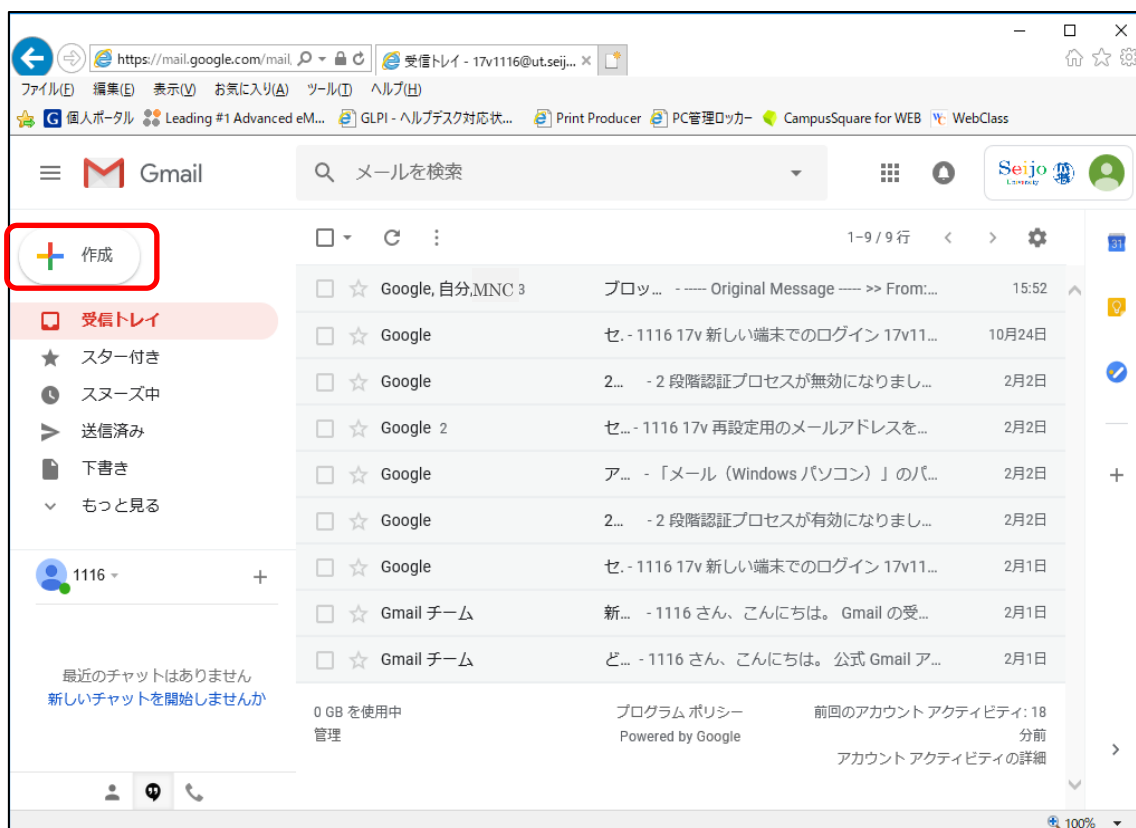 https://mail.google.com/mail, 受信トレイ - 17v1116@ut.seij...
ファイル(F) 編集(E) 表示(V) お気に入り(A) ツール(T) ヘルプ(H)
個人ポータル Leading #1 Advanced eM... GLPI - ヘルプデスク対応状... Print Producer PC管理ロッカー CampusSquare for WEB WebClass
Gmail メールを検索 Seijo University
作成
1-9 / 9 行
31
Google, 自分,MNC 3 ブロッ... - ----- Original Message ----- >> From:... 15:52
受信トレイ
Google セ. - 1116 17v 新しい端末でのログイン 17v11... 10月24日
スター付き
Google 2... - 2 段階認証プロセスが無効になりまし... 2月2日
スヌーズ中
Google 2 セ... - 1116 17v 再設定用のメールアドレスを... 2月2日
送信済み
Google ア... - 「メール（Windows パソコン）」のパ... 2月2日
下書き
Google 2... - 2 段階認証プロセスが有効になりまし... 2月2日
もっと見る
Google セ. - 1116 17v 新しい端末でのログイン 17v11... 2月1日
1116
Gmail チーム 新... - 1116 さん、こんにちは。 Gmail の受... 2月1日
Gmail チーム ど... - 1116 さん、こんにちは。 公式 Gmail ア... 2月1日
最近のチャットはありません
新しいチャットを開始しませんか
0 GB を使用中
管理
プログラム ポリシー
Powered by Google
前回のアカウント アクティビティ: 18
分前
アカウント アクティビティの詳細
100%